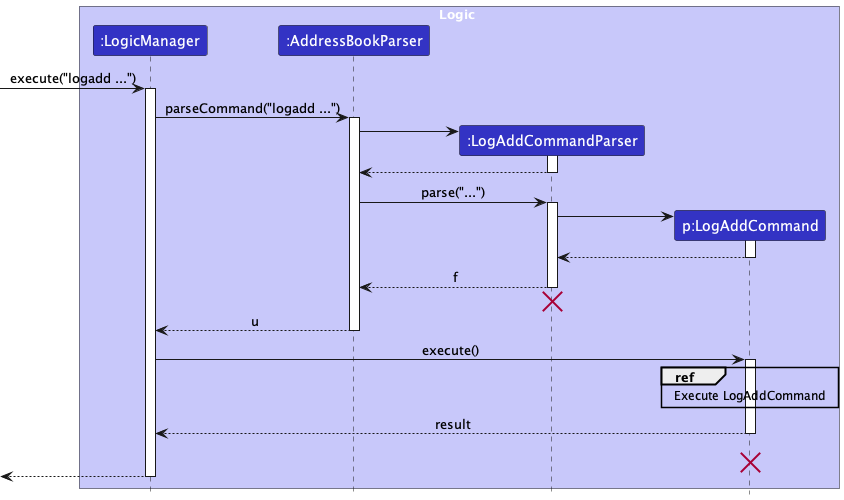 Logic
:LogicManager
:AddressBookParser
execute("logadd ...")
parseCommand("logadd ...")
:LogAddCommandParser
parse("...")
p:LogAddCommand
f
u
execute()
ref
Execute LogAddCommand
result